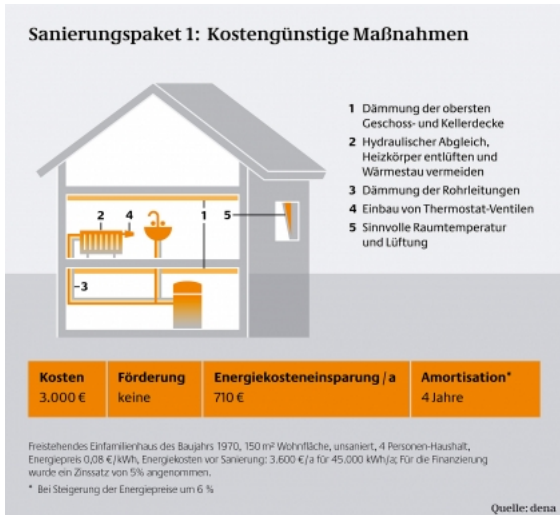 Sanierungspaket 1: Kostengünstige Maßnahmen
1 Dämmung der obersten
Geschoss- und Kellerdecke
2 Hydraulischer Abgleich,
Heizkörper entlüften und
Wärmestau vermeiden
3 Dämmung der Rohrleitungen
4 Einbau von Thermostat-Ventilen
5 Sinnvolle Raumtemperatur
und Lüftung
2 4 1 5
3
Kosten Förderung Energiekosteneinsparung / a Amortisation*
3.000 € keine 710 € 4 Jahre
Freistehendes Einfamilienhaus des Baujahrs 1970, 150 m² Wohnfläche, unsaniert, 4 Personen-Haushalt,
Energiepreis 0,08 €/kWh, Energiekosten vor Sanierung: 3.600 €/a für 45.000 kWh/a; Für die Finanzierung
wurde ein Zinssatz von 5% angenommen.
* Bei Steigerung der Energiepreise um 6 %
Quelle: dena